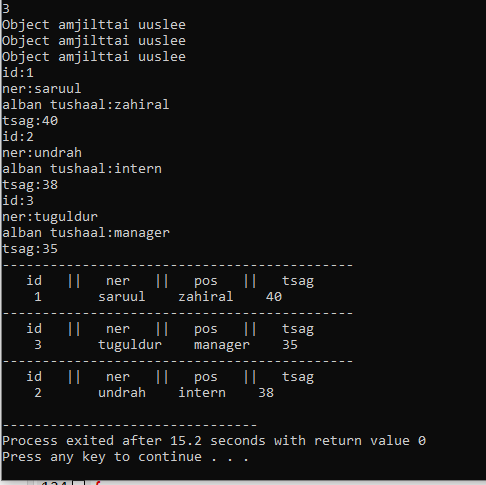 3
Object amjilttai uuslee
Object amjilttai uuslee
Object amjilttai uuslee
id:1
ner:saruul
alban tushaal:zahiral
tsag:40
id:2
ner:undrah
alban tushaal:intern
tsag:38
id:3
ner:tuguldur
alban tushaal:manager
tsag:35
--------------------------------------------
   id   ||   ner   ||   pos   ||   tsag
    1       saruul    zahiral    40
--------------------------------------------
   id   ||   ner   ||   pos   ||   tsag
    3       tuguldur    manager    35
--------------------------------------------
   id   ||   ner   ||   pos   ||   tsag
    2       undrah    intern    38

--------------------------------
Process exited after 15.2 seconds with return value 0
Press any key to continue . . .